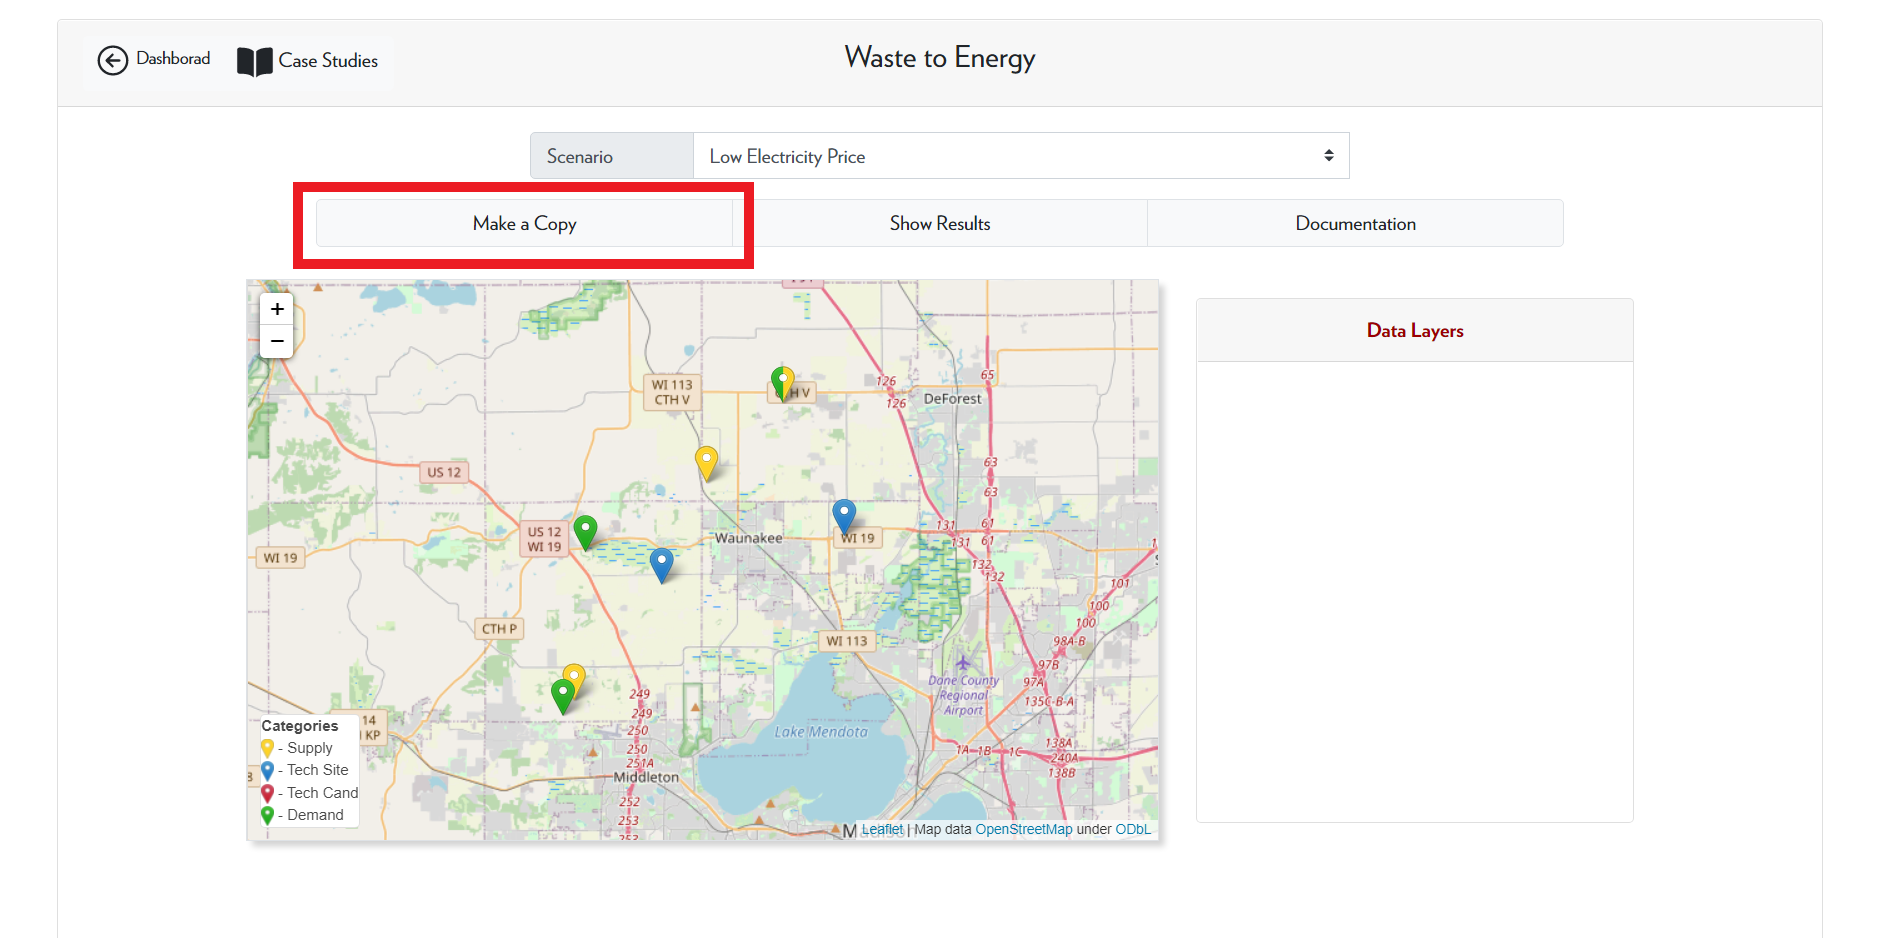 Dashborad
Case Studies
Waste to Energy
Scenario
Low Electricity Price
Make a Copy
Show Results
Documentation
+
−
Data Layers
WI 113
CTH V
126
126
65
DeForest
US 12
63
63
US 12
WI 19
Waunakee
WI 19
131
61
131
61
WI 19
132
132
101
100
100
CTH P
WI 113
98A-B
97B
97A
135C-B-A
Dane County
Regional
Airport
249
249
250
250
251A
252
253
Lake Mendota
1A
1B
1C
138A
240A
138B
Middleton
14
KP
Categories
- Supply
- Tech Site
- Tech Cand
- Demand
Leaflet | Map data OpenStreetMap under ODbL